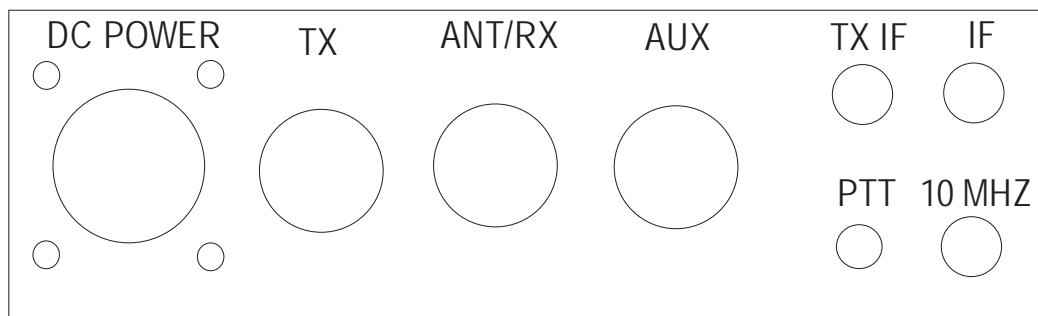 DC POWER
TX
ANT/RX
AUX
TX IF
IF
PTT
10 MHZ